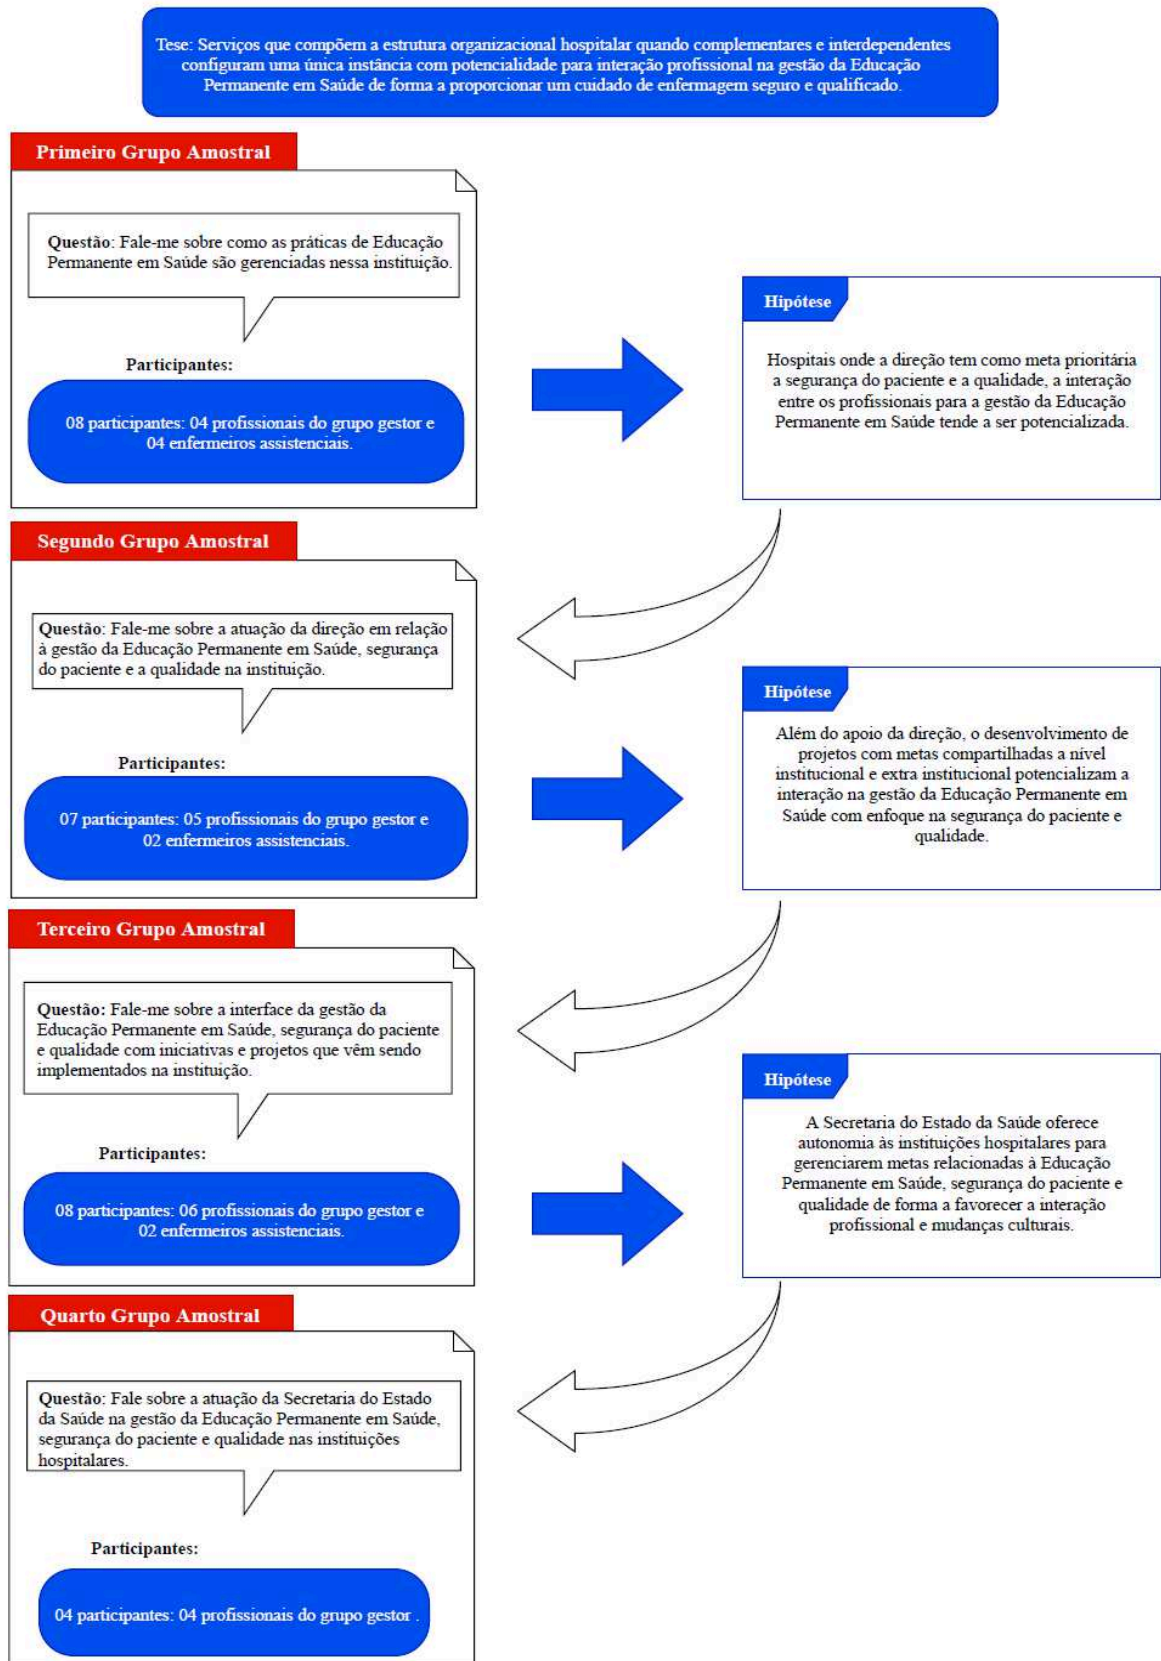 Tese: Serviços que compõem a estrutura organizacional hospitalar quando complementares e interdependentes
configuram uma única instância com potencialidade para interação profissional na gestão da Educação
Permanente em Saúde de forma a proporcionar um cuidado de enfermagem seguro e qualificado.
Primeiro Grupo Amostral
Questão: Fale-me sobre como as práticas de Educação
Permanente em Saúde são gerenciadas nessa instituição.
Participantes:
08 participantes: 04 profissionais do grupo gestor e
04 enfermeiros assistenciais.
Hipótese
Hospitais onde a direção tem como meta prioritária
a segurança do paciente e a qualidade, a interação
entre os profissionais para a gestão da Educação
Permanente em Saúde tende a ser potencializada.
Segundo Grupo Amostral
Questão: Fale-me sobre a atuação da direção em relação
à gestão da Educação Permanente em Saúde, segurança
do paciente e a qualidade na instituição.
Participantes:
07 participantes: 05 profissionais do grupo gestor e
02 enfermeiros assistenciais.
Hipótese
Além do apoio da direção, o desenvolvimento de
projetos com metas compartilhadas a nível
institucional e extra institucional potencializam a
interação na gestão da Educação Permanente em
Saúde com enfoque na segurança do paciente e
qualidade.
Terceiro Grupo Amostral
Questão: Fale-me sobre a interface da gestão da
Educação Permanente em Saúde, segurança do paciente
e qualidade com iniciativas e projetos que vêm sendo
implementados na instituição.
Participantes:
08 participantes: 06 profissionais do grupo gestor e
02 enfermeiros assistenciais.
Hipótese
A Secretaria do Estado da Saúde oferece
autonomia às instituições hospitalares para
gerenciarem metas relacionadas à Educação
Permanente em Saúde, segurança do paciente e
qualidade de forma a favorecer a interação
profissional e mudanças culturais.
Quarto Grupo Amostral
Questão: Fale sobre a atuação da Secretaria do Estado
da Saúde na gestão da Educação Permanente em Saúde,
segurança do paciente e qualidade nas instituições
hospitalares.
Participantes:
04 participantes: 04 profissionais do grupo gestor .